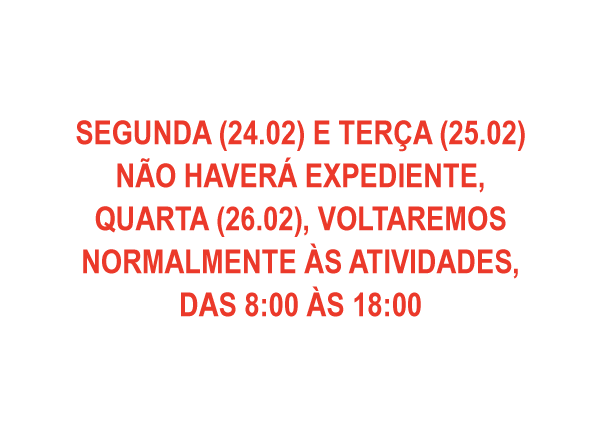 SEGUNDA (24.02) E TERÇA (25.02)
NÃO HAVERÁ EXPEDIENTE,
QUARTA (26.02), VOLTAREMOS
NORMALMENTE ÀS ATIVIDADES,
DAS 8:00 ÀS 18:00